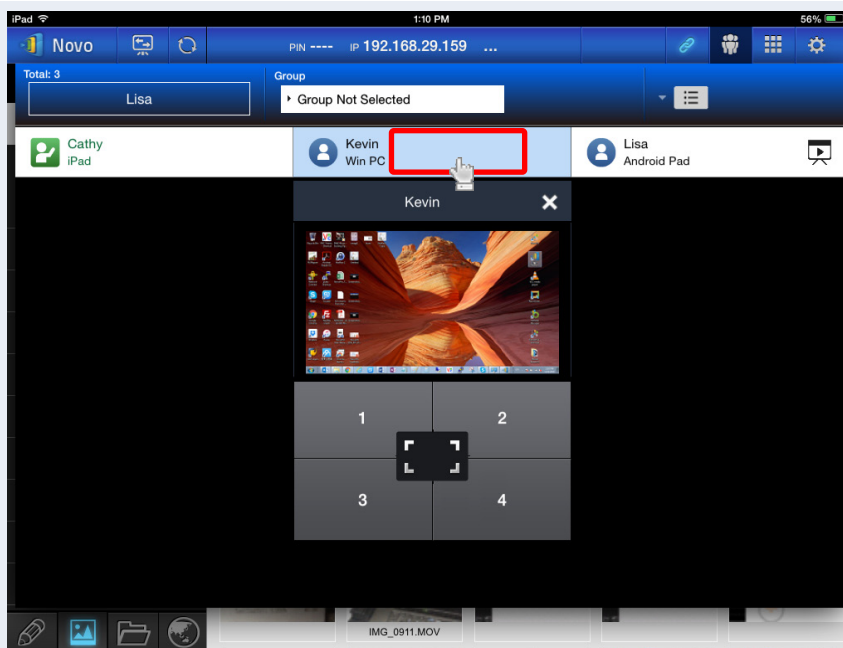 iPad 1:10 PM 56%
Novo PIN ---- IP 192.168.29.159 ...
Total: 3 Group
Lisa Group Not Selected
Cathy Kevin Lisa
iPad Win PC Android Pad
Kevin
1 2
3 4
IMG_0911.MOV